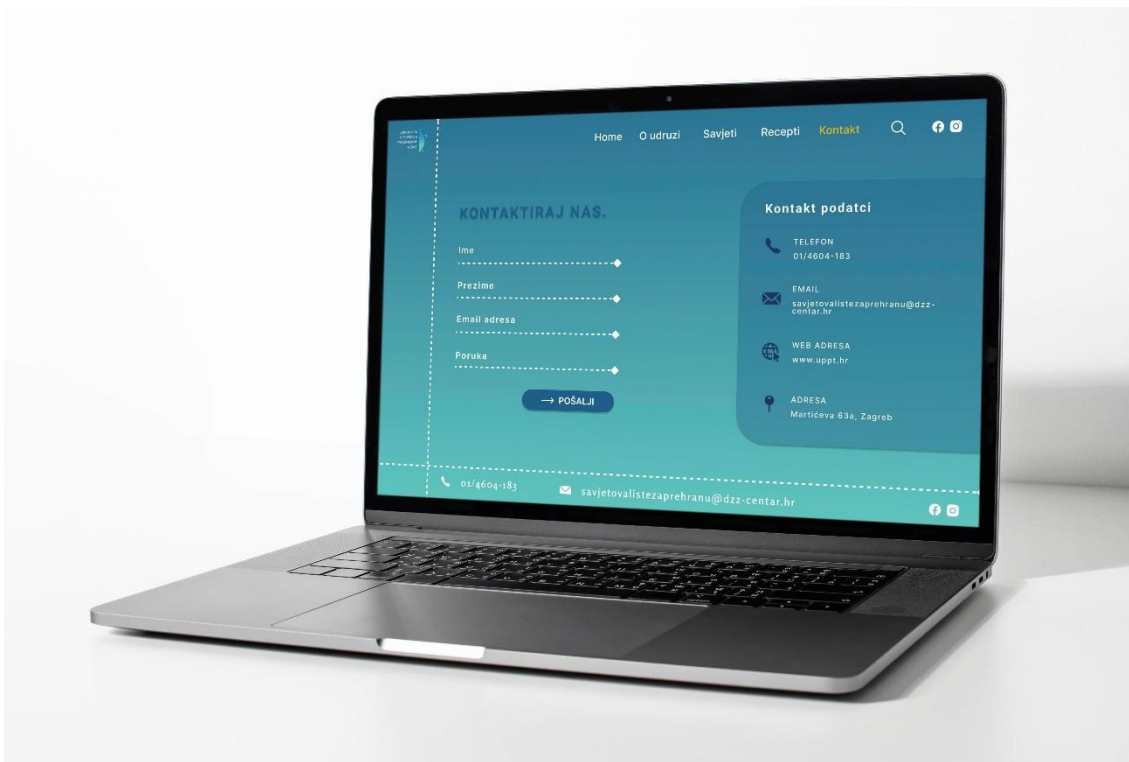 Home O udruzi Savjeti Recepti Kontakt
KONTAKTIRAJ NAS.
Ime
Prezime
Email adresa
Poruka
→ POŠALJI
Kontakt podatci
TELEFON
01/4604-183
EMAIL
savjetovalistezaprehranu@dzz-
centar.hr
WEB ADRESA
www.uppt.hr
ADRESA
Martićeva 63a, Zagreb
01/4604-183 savjetovalistezaprehranu@dzz-centar.hr